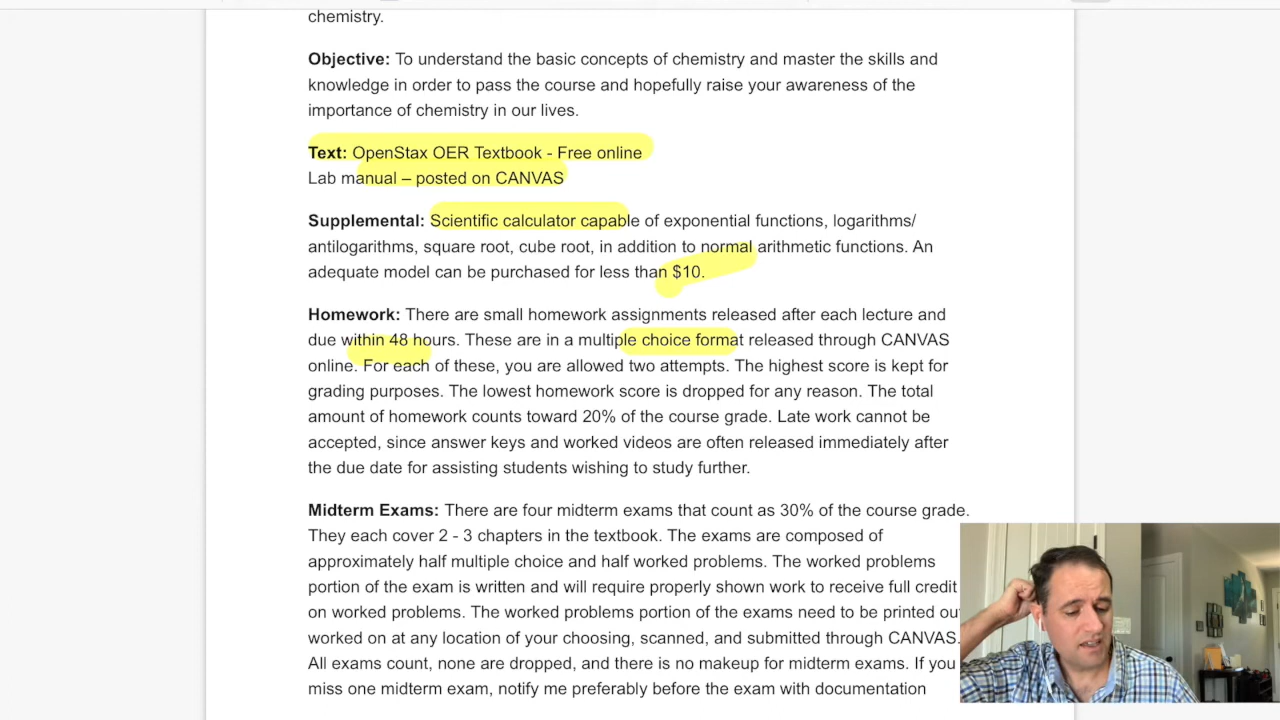 chemistry.
Objective: To understand the basic concepts of chemistry and master the skills and
knowledge in order to pass the course and hopefully raise your awareness of the
importance of chemistry in our lives.
Text: OpenStax OER Textbook - Free online
Lab manual – posted on CANVAS
Supplemental: Scientific calculator capable of exponential functions, logarithms/
antilogarithms, square root, cube root, in addition to normal arithmetic functions. An
adequate model can be purchased for less than $10.
Homework: There are small homework assignments released after each lecture and
due within 48 hours. These are in a multiple choice format released through CANVAS
online. For each of these, you are allowed two attempts. The highest score is kept for
grading purposes. The lowest homework score is dropped for any reason. The total
amount of homework counts toward 20% of the course grade. Late work cannot be
accepted, since answer keys and worked videos are often released immediately after
the due date for assisting students wishing to study further.
Midterm Exams: There are four midterm exams that count as 30% of the course grade.
They each cover 2 - 3 chapters in the textbook. The exams are composed of
approximately half multiple choice and half worked problems. The worked problems
portion of the exam is written and will require properly shown work to receive full credit
on worked problems. The worked problems portion of the exams need to be printed out
worked on at any location of your choosing, scanned, and submitted through CANVAS.
All exams count, none are dropped, and there is no makeup for midterm exams. If you
miss one midterm exam, notify me preferably before the exam with documentation